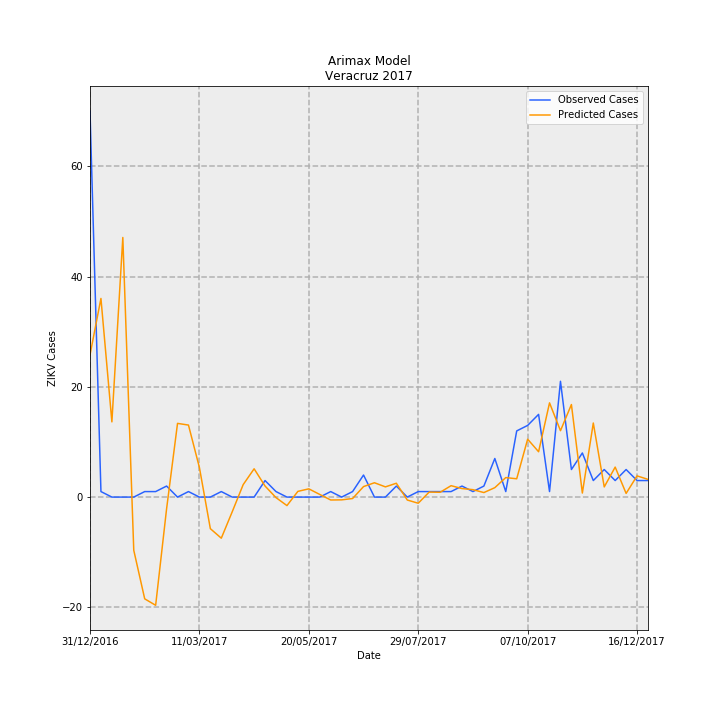 Arimax Model
Veracruz 2017
Observed Cases
Predicted Cases
60
40
20
0
−20
ZIKV Cases
31/12/2016 11/03/2017 20/05/2017 29/07/2017 07/10/2017 16/12/2017
Date